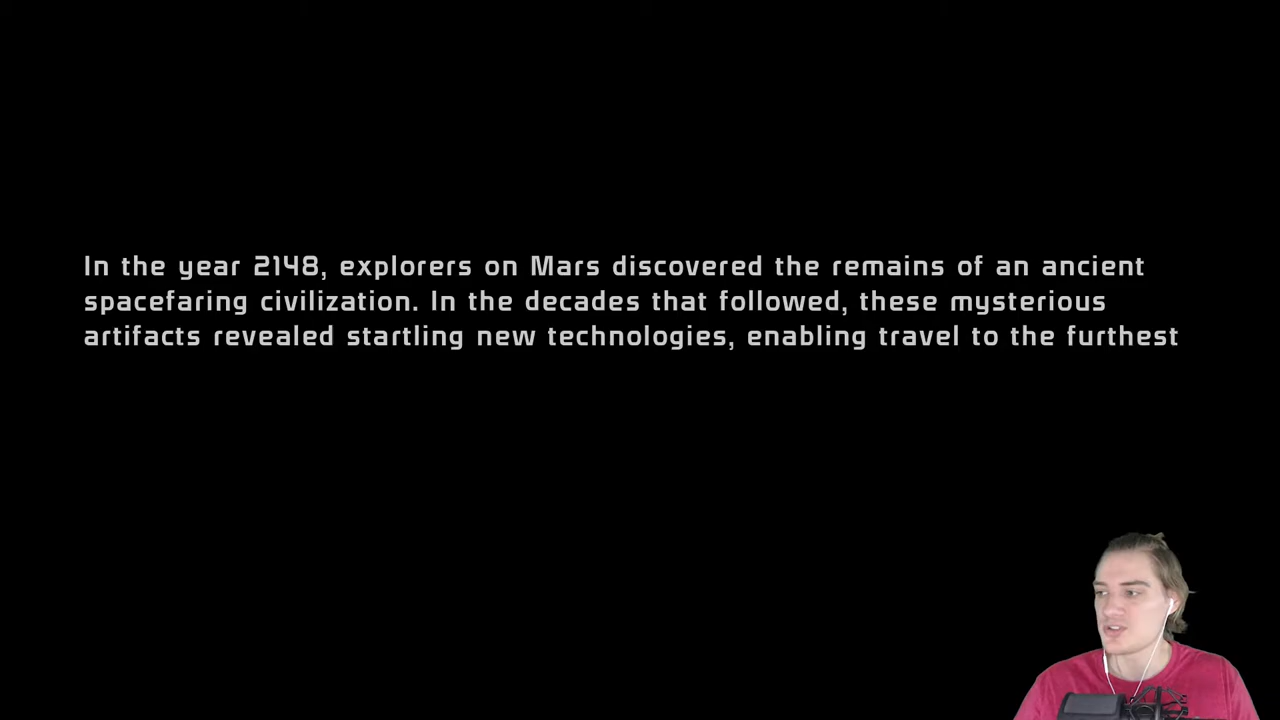 In the year 2148, explorers on Mars discovered the remains of an ancient
spacefaring civilization. In the decades that followed, these mysterious
artifacts revealed startling new technologies, enabling travel to the furthest